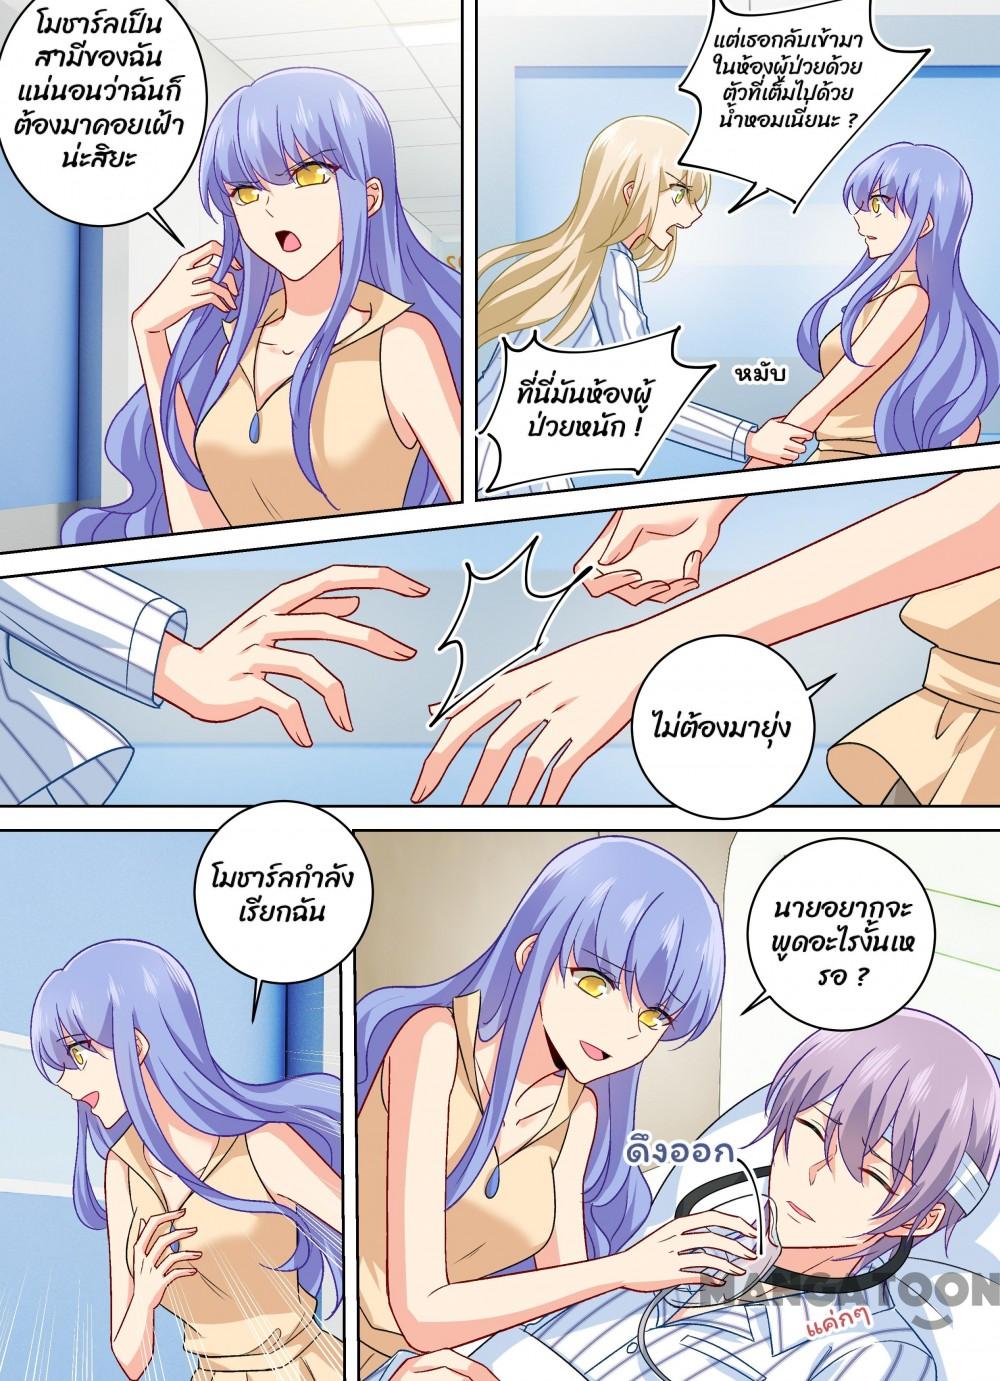 โมชาร์ลเป็น
สามีของฉัน
แน่นอนว่าฉันก็
ต้องมาคอยเฝ้า
น่ะสิยะ
แต่เธอกลับเข้ามา
ในห้องผู้ป่วยด้วย
ตัวที่เต็มไปด้วย
น้ำหอมเนี่ยนะ ?
ที่นี่มันห้องผู้
ป่วยหนัก !
หมับ
ไม่ต้องมายุ่ง
โมชาร์ลกำลัง
เรียกฉัน
นายอยากจะ
พูดอะไรงั้นเห
รอ ?
ดึงออก
MANGATOON
แค่กๆ